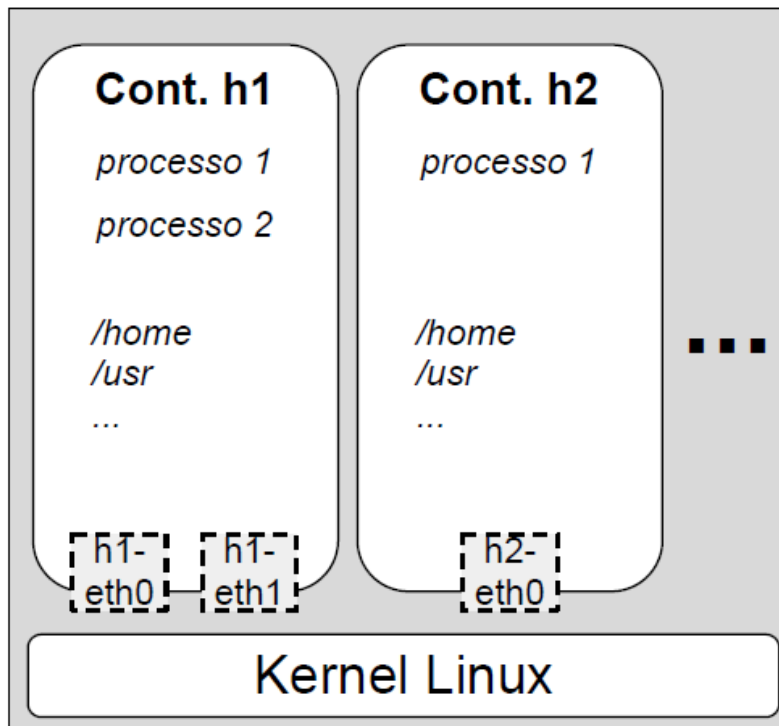 Cont. h1
processo 1
processo 2
/home
/usr
...
h1-
eth0
h1-
eth1
Cont. h2
processo 1
/home
/usr
...
h2-
eth0
...
Kernel Linux